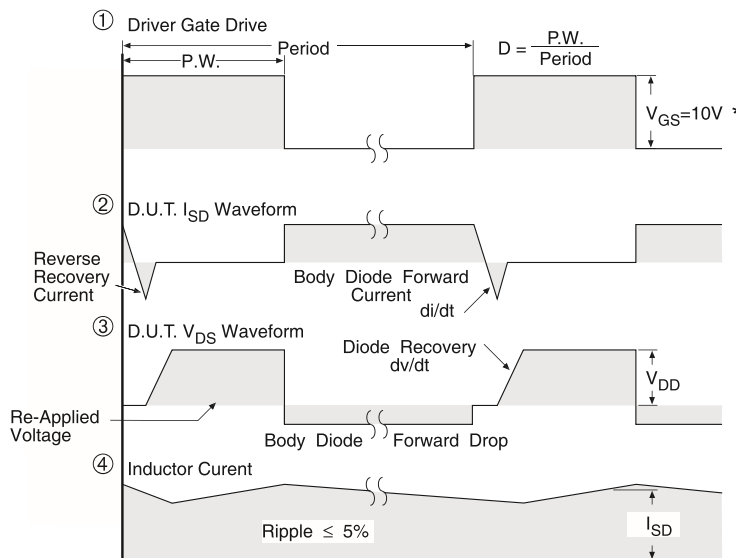 ① Driver Gate Drive
P.W.
Period
D = P.W.
Period
VGS=10V *
② D.U.T. ISD Waveform
Reverse
Recovery
Current
Body Diode Forward
Current
di/dt
③ D.U.T. VDS Waveform
Diode Recovery
dv/dt
VDD
Re-Applied
Voltage
Body Diode Forward Drop
④ Inductor Curent
Ripple ≤ 5%
ISD